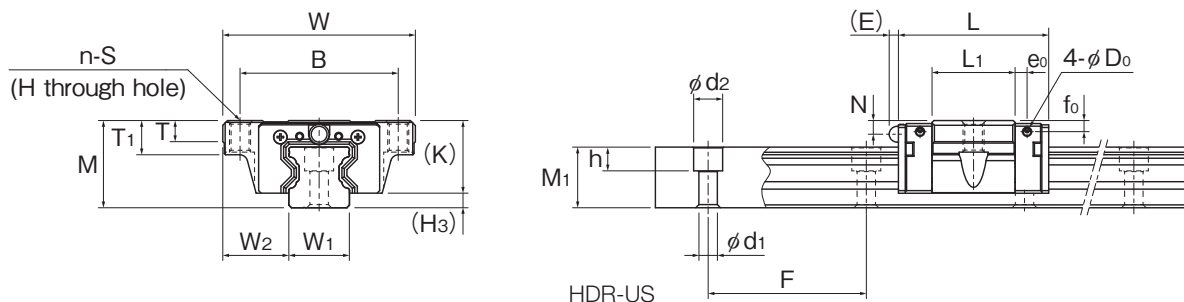 W
n-S
(H through hole)
B
T
T1
M
(K)
(H3)
W2
W1
(E)
L
L1
e0
4-φD0
φd2
N
f0
h
M1
φd1
F
HDR-US